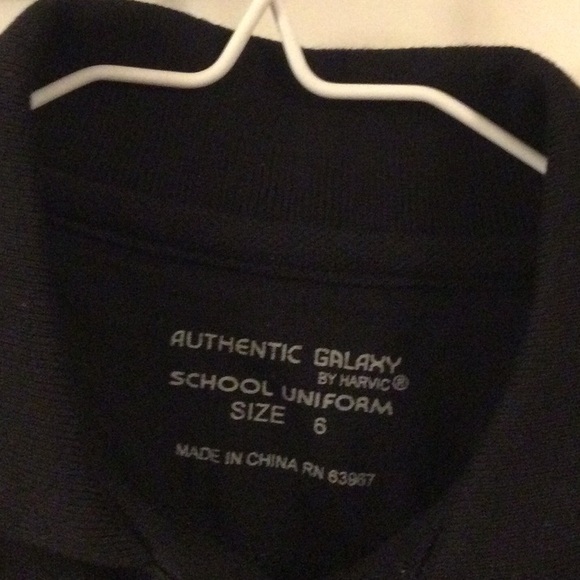 AUTHENTIC GALAXY
BY HARVIC®
SCHOOL UNIFORM
SIZE 6
MADE IN CHINA RN 63967